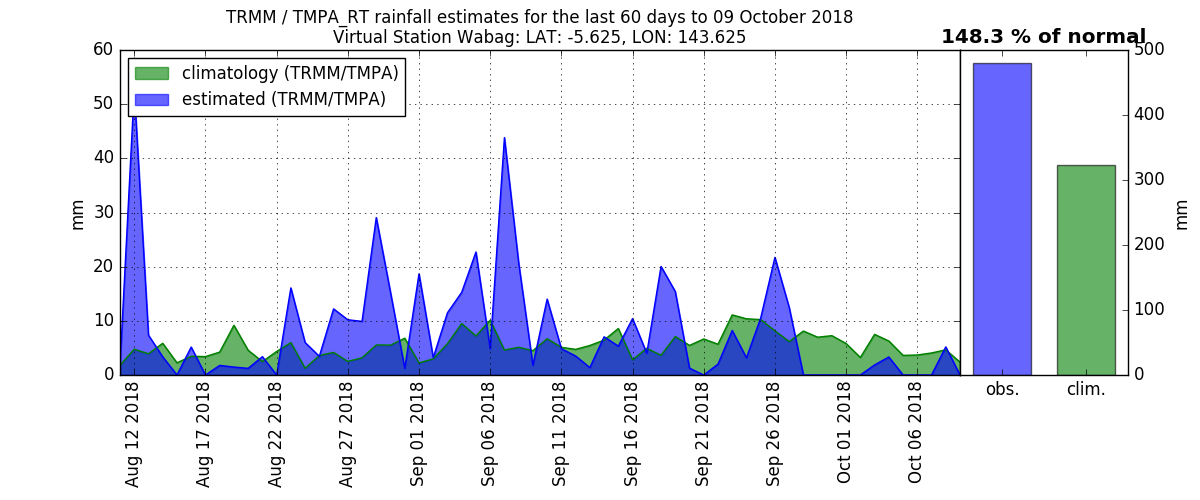 TRMM / TMPA_RT rainfall estimates for the last 60 days to 09 October 2018
Virtual Station Wabag: LAT: -5.625, LON: 143.625
148.3 % of normal
climatology (TRMM/TMPA)
estimated (TRMM/TMPA)
60
50
40
30
20
10
0
mm
Aug 12 2018
Aug 17 2018
Aug 22 2018
Aug 27 2018
Sep 01 2018
Sep 06 2018
Sep 11 2018
Sep 16 2018
Sep 21 2018
Sep 26 2018
Oct 01 2018
Oct 06 2018
500
400
300
200
100
0
mm
obs.
clim.